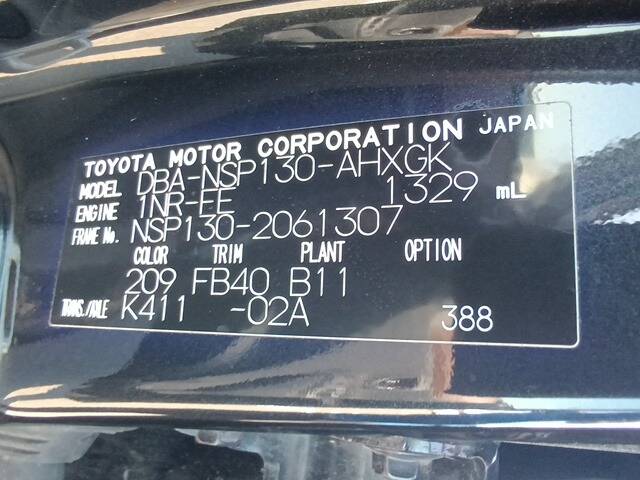 TOYOTA MOTOR CORPORATION JAPAN
MODEL DBA-NSP130-AHXGK
ENGINE 1NR-FE 1329 mL
FRAME No. NSP130-2061307
COLOR TRIM PLANT OPTION
209 FB40 B11
TRANS./AXLE K411 -02A 388